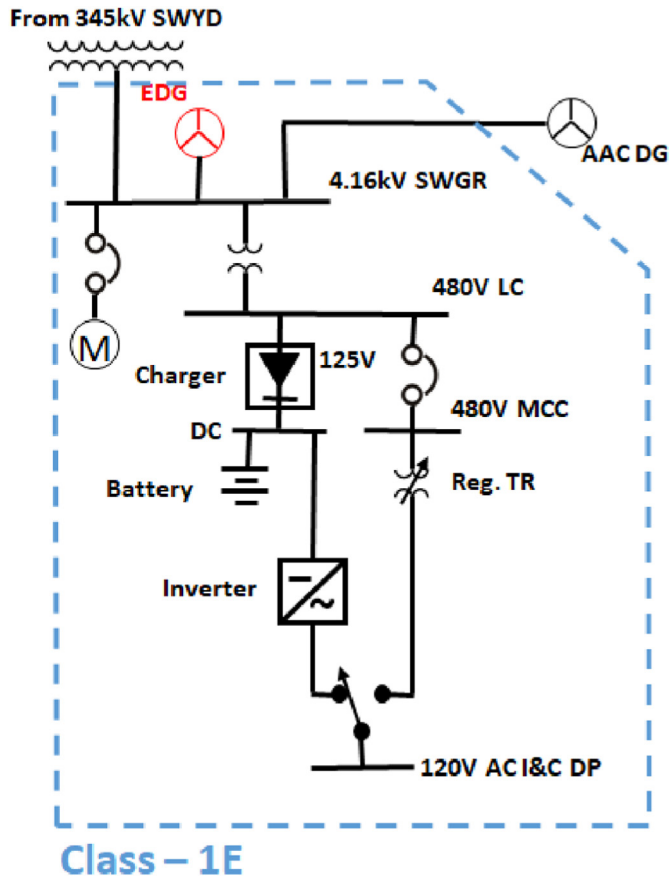 From 345kV SWYD
EDG
AAC DG
4.16kV SWGR
M
480V LC
Charger
125V
480V MCC
DC
Battery
Reg. TR
Inverter
120V AC I&C DP
Class – 1E